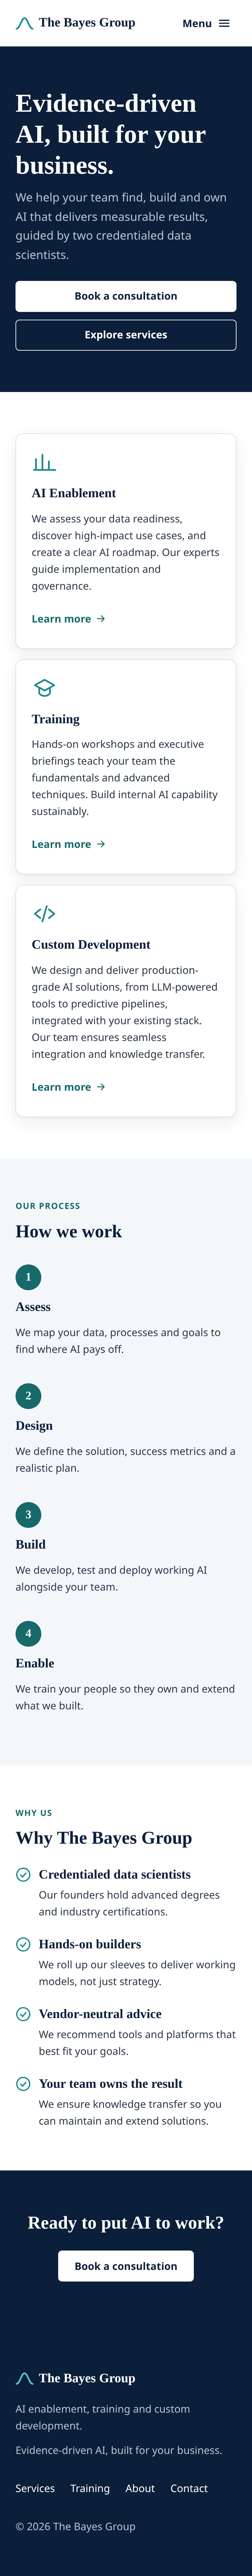 The Bayes Group
Menu
Evidence-driven
AI, built for your
business.
We help your team find, build and own
AI that delivers measurable results,
guided by two credentialed data
scientists.
Book a consultation
Explore services
AI Enablement
We assess your data readiness,
discover high-impact use cases, and
create a clear AI roadmap. Our experts
guide implementation and
governance.
Learn more →
Training
Hands-on workshops and executive
briefings teach your team the
fundamentals and advanced
techniques. Build internal AI capability
sustainably.
Learn more →
Custom Development
We design and deliver production-
grade AI solutions, from LLM-powered
tools to predictive pipelines,
integrated with your existing stack.
Our team ensures seamless
integration and knowledge transfer.
Learn more →
OUR PROCESS
How we work
1
Assess
We map your data, processes and goals to
find where AI pays off.
2
Design
We define the solution, success metrics and a
realistic plan.
3
Build
We develop, test and deploy working AI
alongside your team.
4
Enable
We train your people so they own and extend
what we built.
WHY US
Why The Bayes Group
Credentialed data scientists
Our founders hold advanced degrees
and industry certifications.
Hands-on builders
We roll up our sleeves to deliver working
models, not just strategy.
Vendor-neutral advice
We recommend tools and platforms that
best fit your goals.
Your team owns the result
We ensure knowledge transfer so you
can maintain and extend solutions.
Ready to put AI to work?
Book a consultation
The Bayes Group
AI enablement, training and custom
development.
Evidence-driven AI, built for your business.
Services Training About Contact
© 2026 The Bayes Group